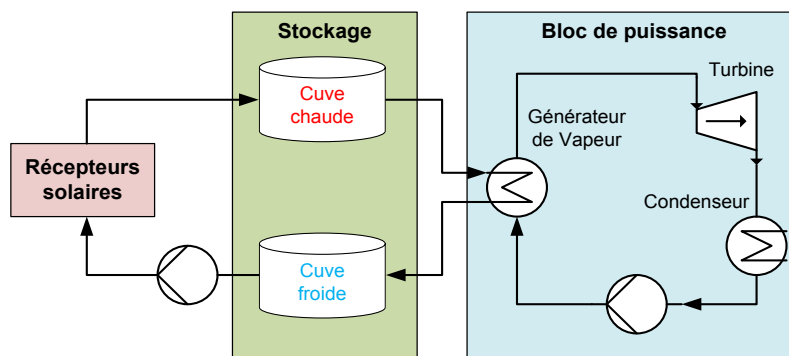 Stockage
Bloc de puissance
Cuve
chaude
Turbine
Générateur
de Vapeur
Récepteurs
solaires
Condenseur
Cuve
froide